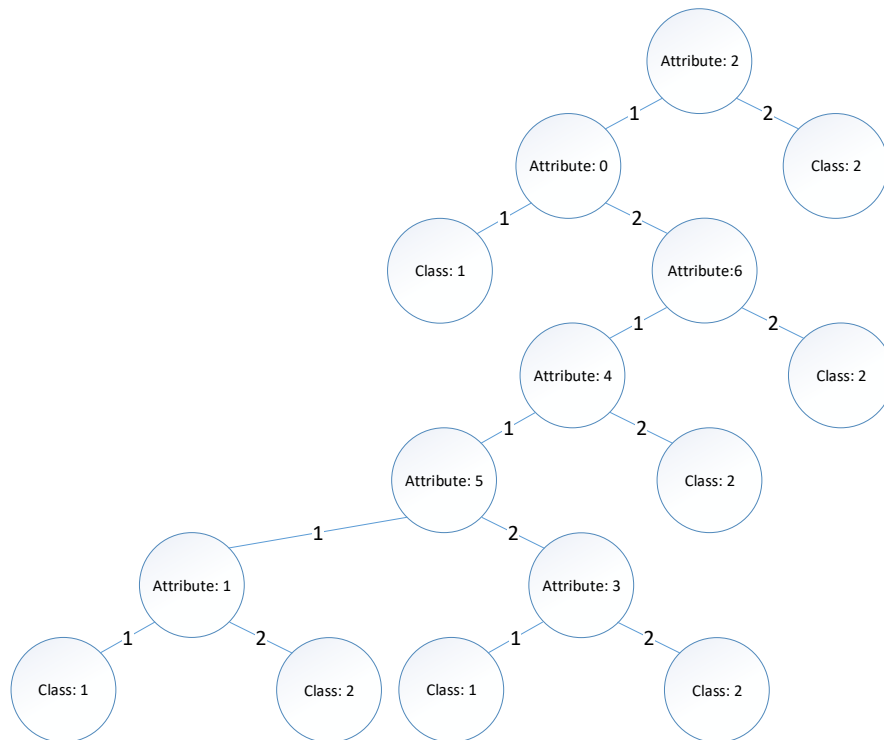 Attribute: 2
1
2
Attribute: 0
Class: 2
1
2
Class: 1
Attribute:6
1
2
Attribute: 4
Class: 2
1
2
Attribute: 5
Class: 2
1
2
Attribute: 1
Attribute: 3
1
2
1
2
Class: 1
Class: 2
Class: 1
Class: 2